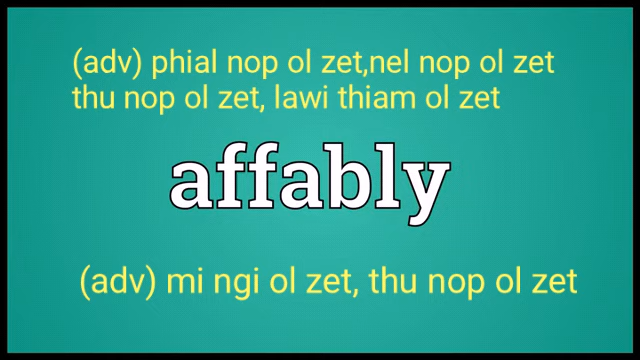 (adv) phial nop ol zet,nel nop ol zet
thu nop ol zet, lawi thiam ol zet
affably
(adv) mi ngi ol zet, thu nop ol zet